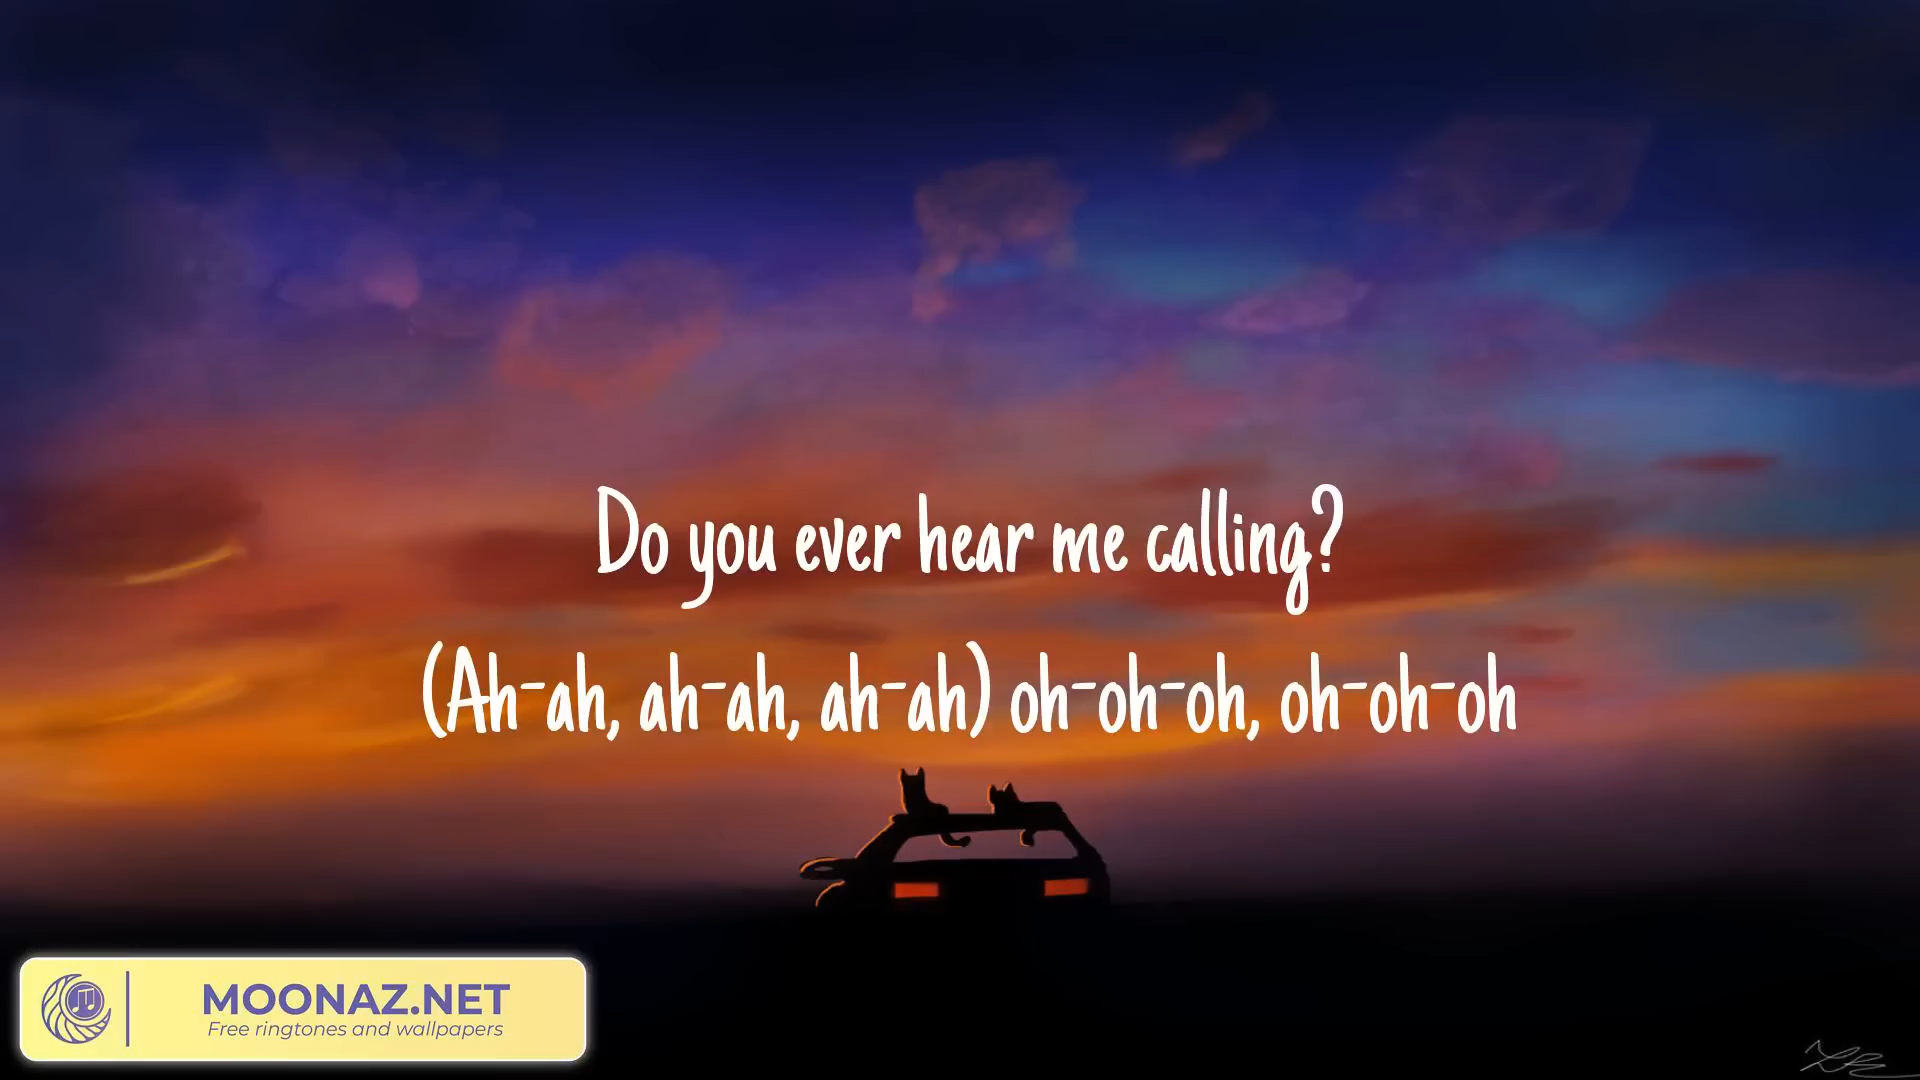 Do you ever hear me calling?
(Ah-ah, ah-ah, ah-ah) oh-oh-oh, oh-oh-oh
MOONAZ.NET
Free ringtones and wallpapers